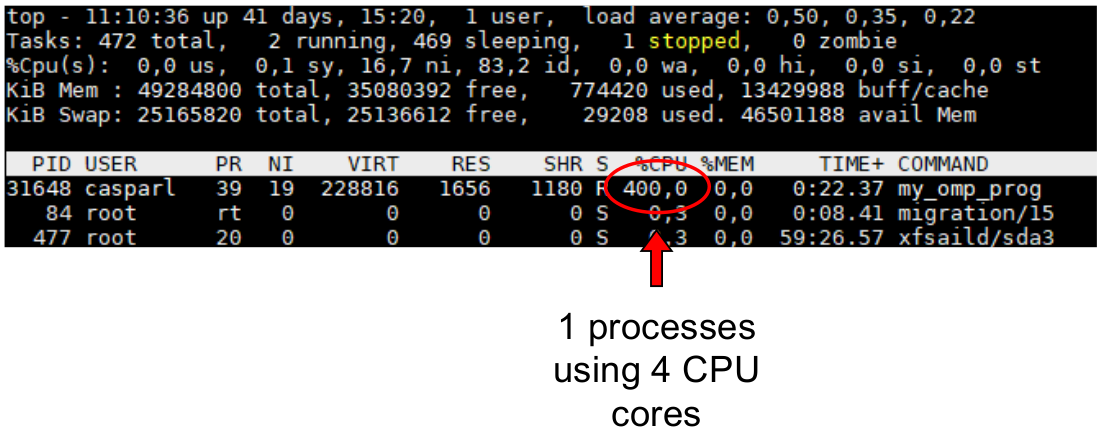 top - 11:10:36 up 41 days, 15:20,  1 user,  load average: 0,50, 0,35, 0,22
Tasks: 472 total,   2 running, 469 sleeping,   1 stopped,   0 zombie
%Cpu(s):  0,0 us,  0,1 sy, 16,7 ni, 83,2 id,  0,0 wa,  0,0 hi,  0,0 si,  0,0 st
KiB Mem : 49284800 total, 35080392 free,   774420 used, 13429988 buff/cache
KiB Swap: 25165820 total, 25136612 free,    29208 used. 46501188 avail Mem
PID USER      PR  NI    VIRT    RES    SHR S  %CPU %MEM     TIME+ COMMAND
31648 casparl   39  19  228816   1656   1180 R 400,0  0,0   0:22.37 my_omp_prog
84 root      rt   0       0      0      0 S   0,3  0,0   0:08.41 migration/15
477 root      20   0       0      0      0 S   0,3  0,0  59:26.57 xfsaild/sda3
1 processes
using 4 CPU
cores